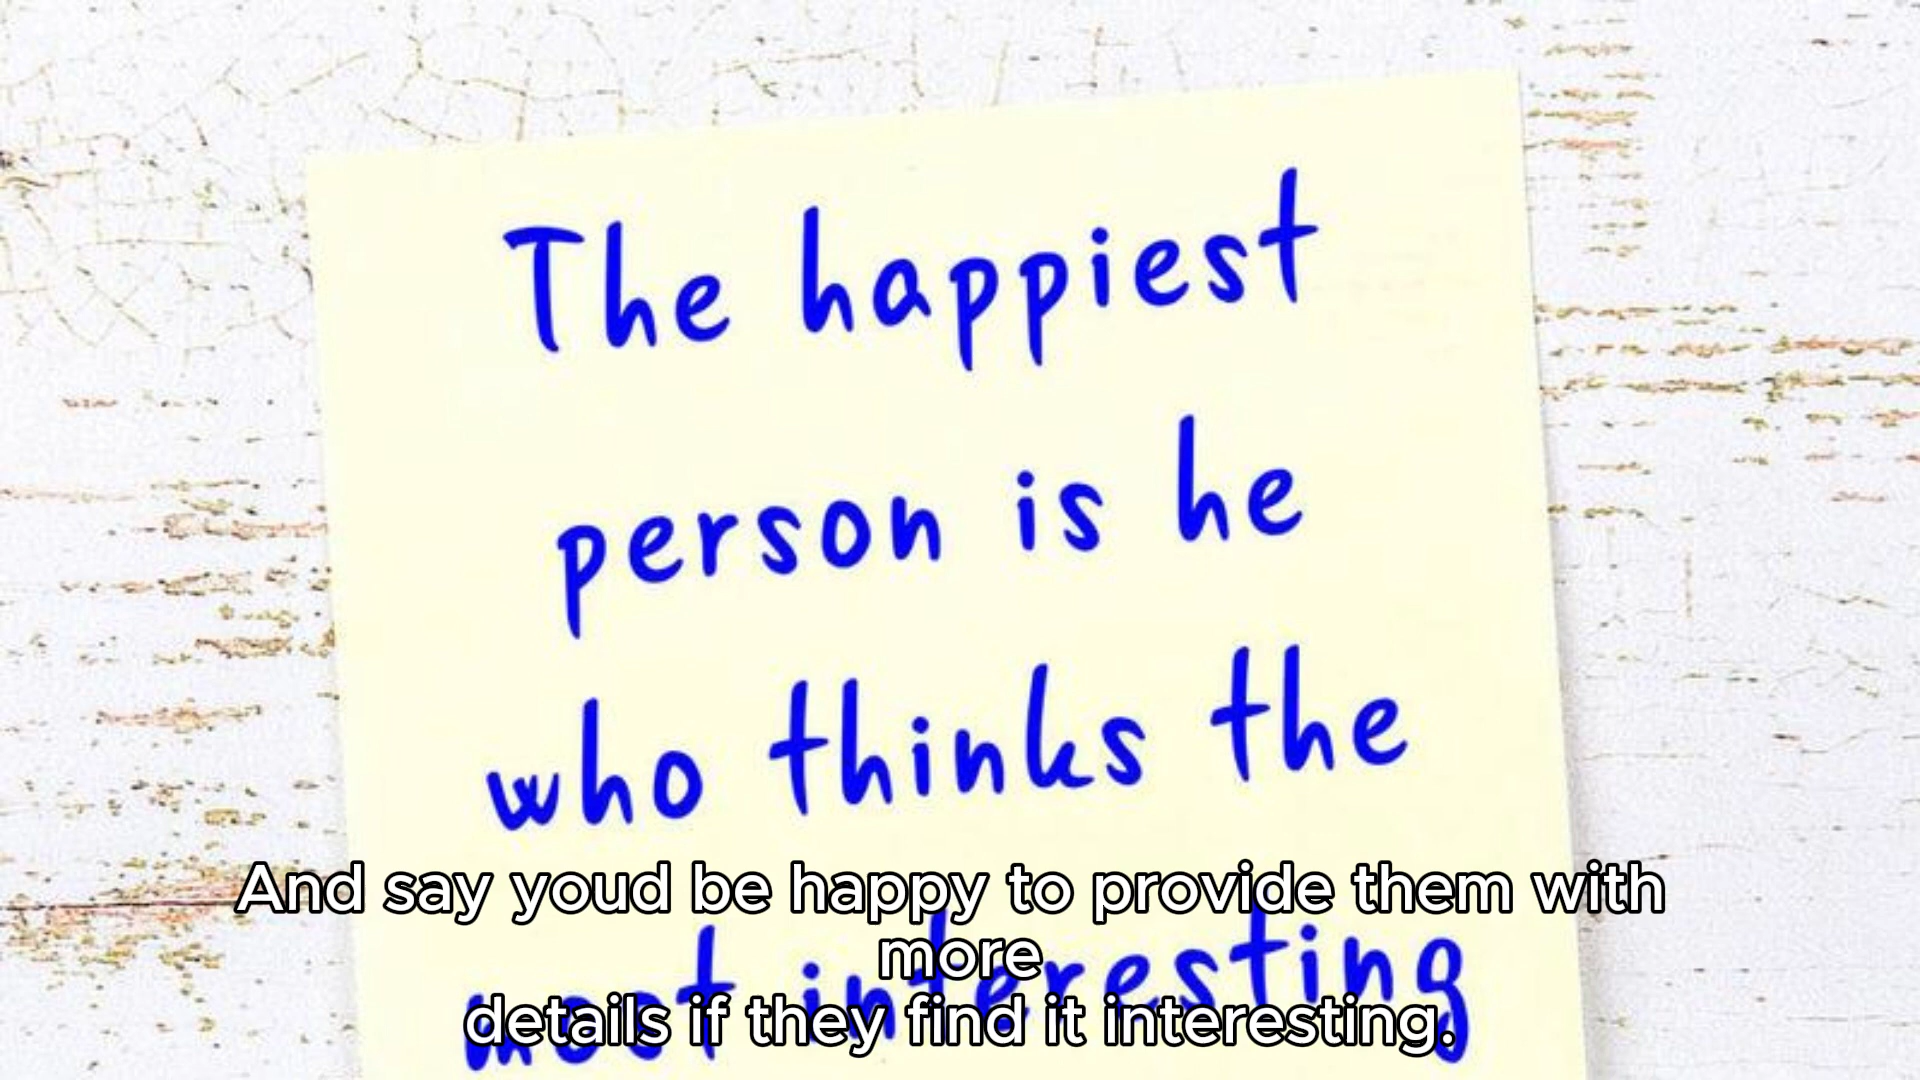 The happiest
person is he
who thinks the
most interesting
And say youd be happy to provide them with
more
details if they find it interesting.